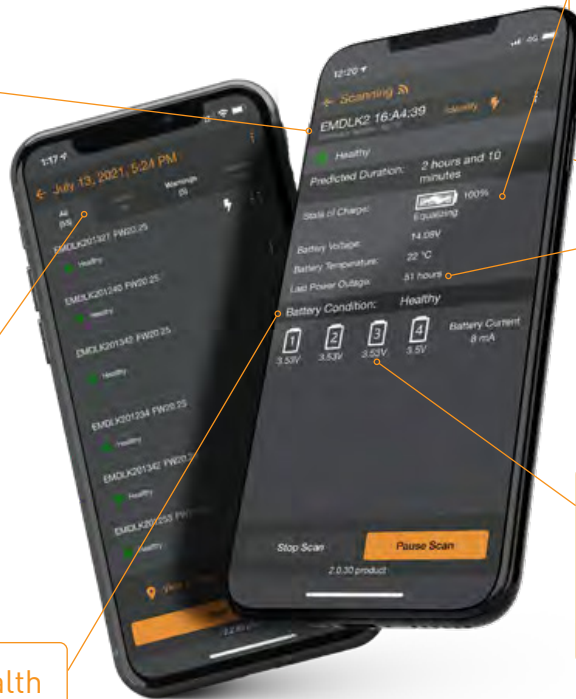 1:17
← July 13, 2021, 5:24 PM
All
Warnings
EMDLK201327 FW20.25
Healthy
EMDLK201240 FW20.25
Healthy
EMDLK201342 FW20.25
Healthy
EMDLK201234 FW20.25
Healthy
EMDLK201342
Healthy
Healthy
12:20
4G
← Scanning
EMDLK2 16:A4:39
Identify
Healthy
Predicted Duration: 2 hours and 10 minutes
State of Charge: 100%
Equalizing
Battery Voltage: 14.08V
Battery Temperature: 22 °C
Last Power Outage: 51 hours
Battery Condition: Healthy
1 2 3 4
3.53V 3.53V 3.53V 3.5V
Battery Current
8 mA
Stop Scan
Pause Scan
2.0.30 product
alth